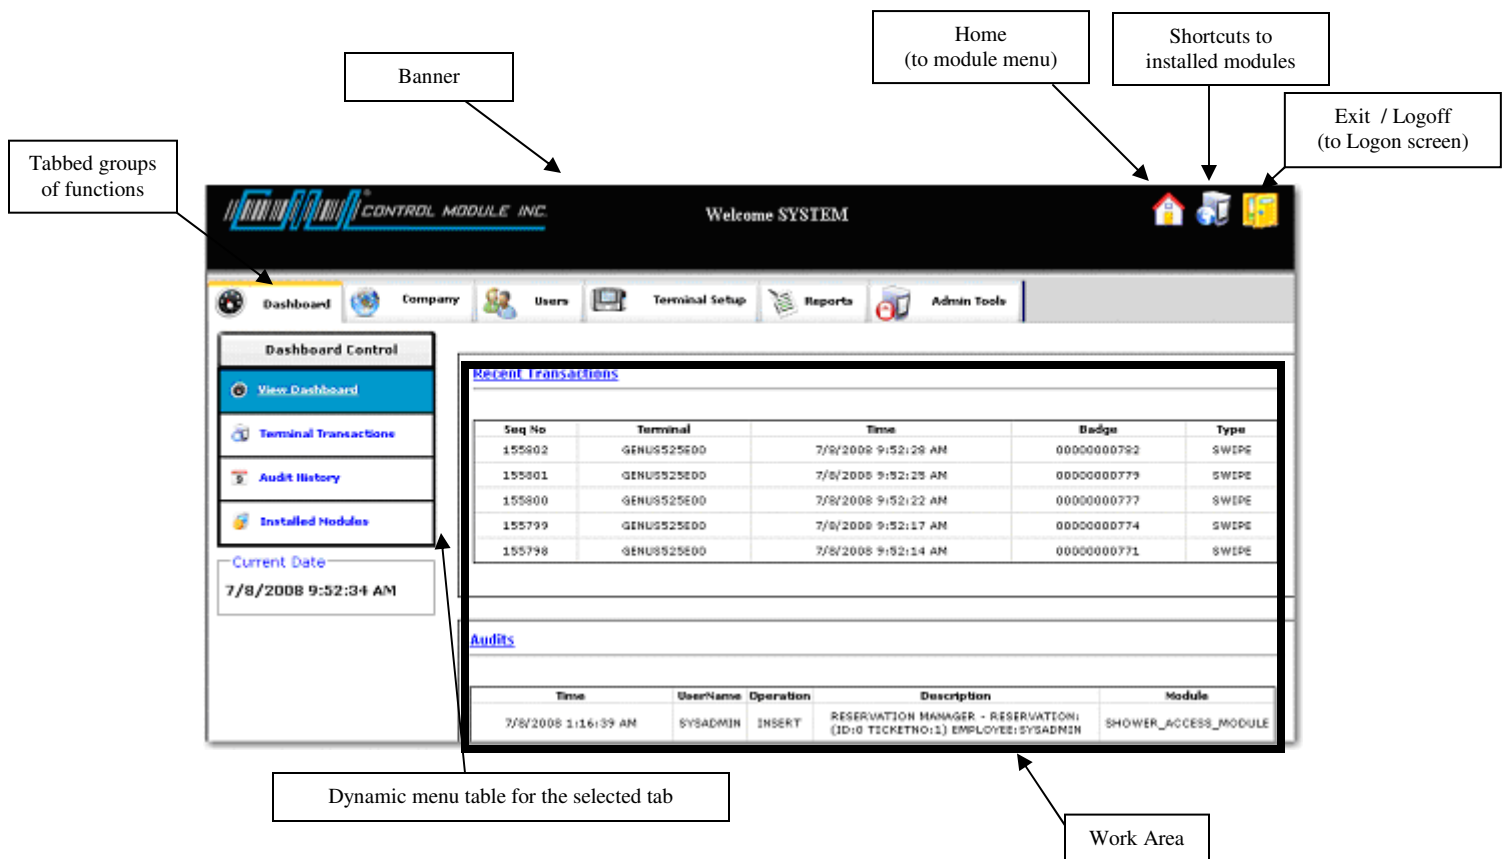 Home
(to module menu)
Shortcuts to
installed modules
Banner
Exit / Logoff
(to Logon screen)
Tabbed groups
of functions
CONTROL MODULE INC.
Welcome SYSTEM
Dashboard Company Users Terminal Setup Reports Admin Tools
Dashboard Control
View Dashboard
Terminal Transactions
Audit History
Installed Modules
Current Date
7/8/2008 9:52:34 AM
Recent Transactions
Seq No Terminal Time Badge Type
155802 GENUS525E00 7/8/2008 9:52:28 AM 00000000782 SWIPE
155801 GENUS525E00 7/8/2008 9:52:25 AM 00000000779 SWIPE
155800 GENUS525E00 7/8/2008 9:52:22 AM 00000000777 SWIPE
155799 GENUS525E00 7/8/2008 9:52:17 AM 00000000774 SWIPE
155798 GENUS525E00 7/8/2008 9:52:14 AM 00000000771 SWIPE
Audits
Time UserName Operation Description Module
7/8/2008 1:16:39 AM SYSADMIN INSERT RESERVATION MANAGER - RESERVATION: SHOWER_ACCESS_MODULE
(ID:0 TICKETNO:1) EMPLOYEE:SYSADMIN
Dynamic menu table for the selected tab
Work Area